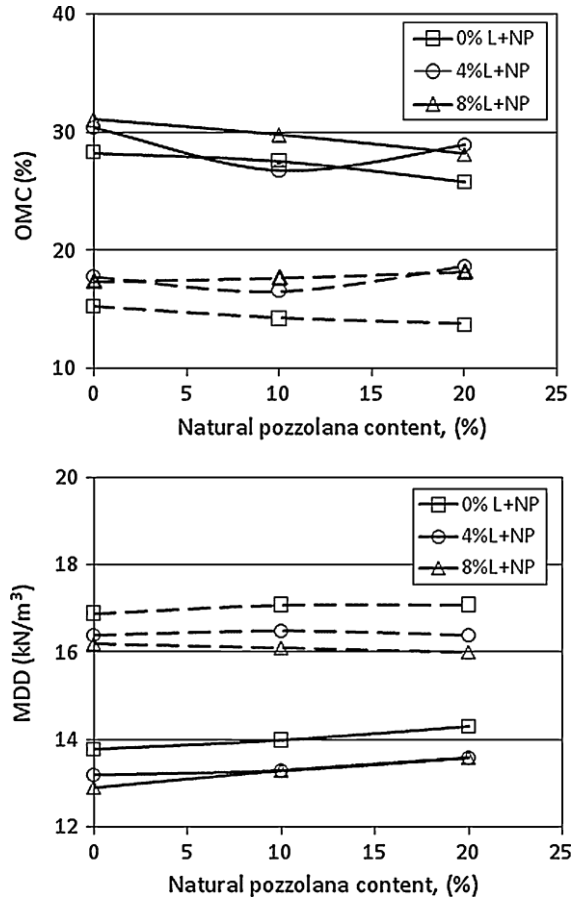 40
30
20
10
OMC (%)
0% L+NP
4%L+NP
8%L+NP
0 5 10 15 20 25
Natural pozzolana content, (%)
20
18
16
14
12
MDD (kN/m³)
0% L+NP
4%L+NP
8%L+NP
0 5 10 15 20 25
Natural pozzolana content, (%)